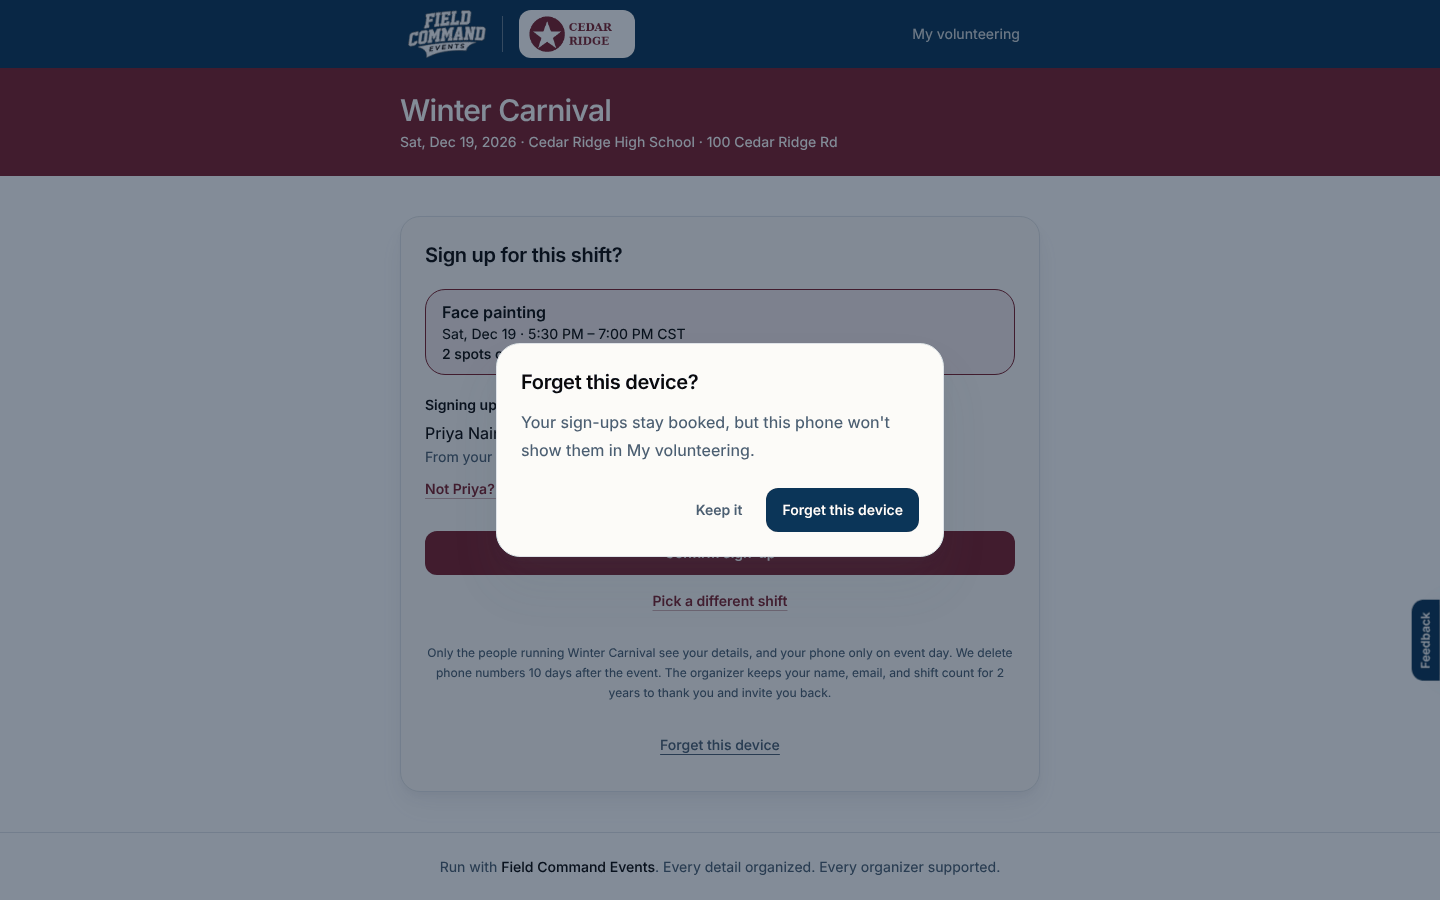 FIELD
COMMAND
EVENTS
CEDAR
RIDGE
My volunteering
Winter Carnival
Sat, Dec 19, 2026 · Cedar Ridge High School · 100 Cedar Ridge Rd
Sign up for this shift?
Face painting
Sat, Dec 19 · 5:30 PM – 7:00 PM CST
2 spots
Signing up
Priya
From your
Not Priya?
Forget this device?
Your sign-ups stay booked, but this phone won't
show them in My volunteering.
Keep it
Forget this device
Pick a different shift
Only the people running Winter Carnival see your details, and your phone only on event day. We delete
phone numbers 10 days after the event. The organizer keeps your name, email, and shift count for 2
years to thank you and invite you back.
Forget this device
Feedback
Run with Field Command Events. Every detail organized. Every organizer supported.